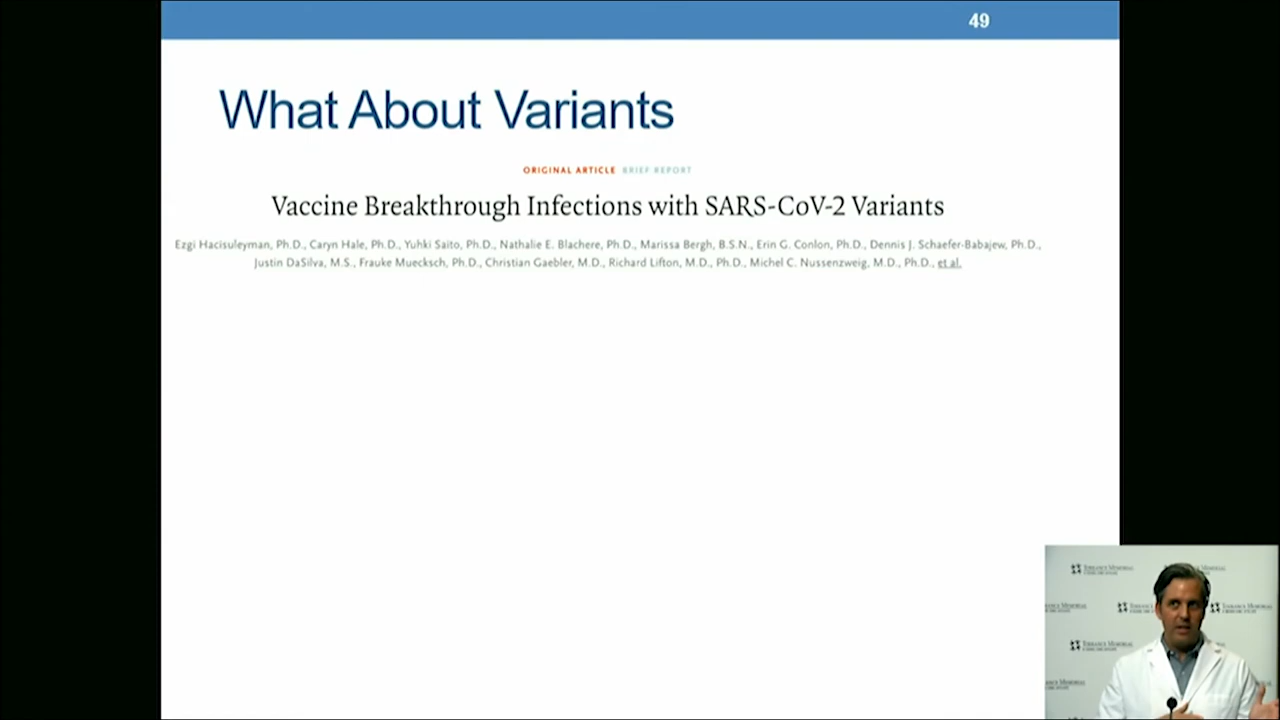 49
What About Variants
ORIGINAL ARTICLE BRIEF REPORT
Vaccine Breakthrough Infections with SARS-CoV-2 Variants
Ezgi Hacisuleyman, Ph.D., Caryn Hale, Ph.D., Yuhki Saito, Ph.D., Nathalie E. Blachere, Ph.D., Marissa Bergh, B.S.N., Erin G. Conlon, Ph.D., Dennis J. Schaefer-Babajew, Ph.D.,
Justin DaSilva, M.S., Frauke Muecksch, Ph.D., Christian Gaebler, M.D., Richard Lifton, M.D., Ph.D., Michel C. Nussenzweig, M.D., Ph.D., et al.
TORRANCE MEMORIAL